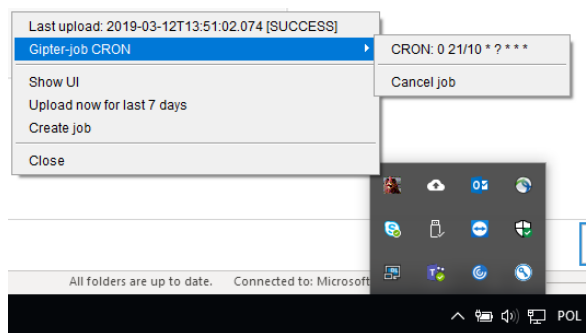 Last upload: 2019-03-12T13:51:02.074 [SUCCESS]
Gipter-job CRON
CRON: 0 21/10 * ? * * *
Show UI
Cancel job
Upload now for last 7 days
Create job
Close
All folders are up to date. Connected to: Microsoft
POL